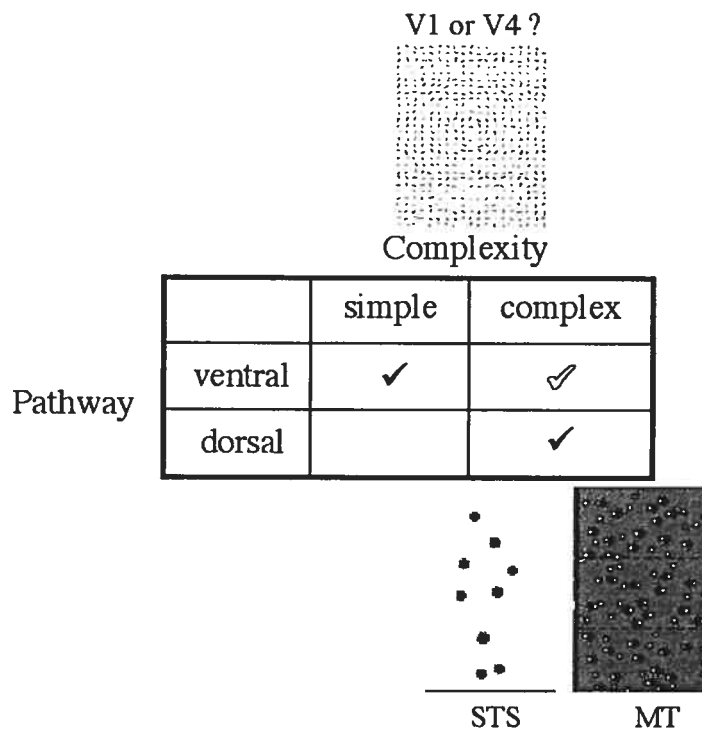 V1 or V4 ?
Complexity
simple complex
ventral ✓ ✓
Pathway
dorsal ✓
STS MT